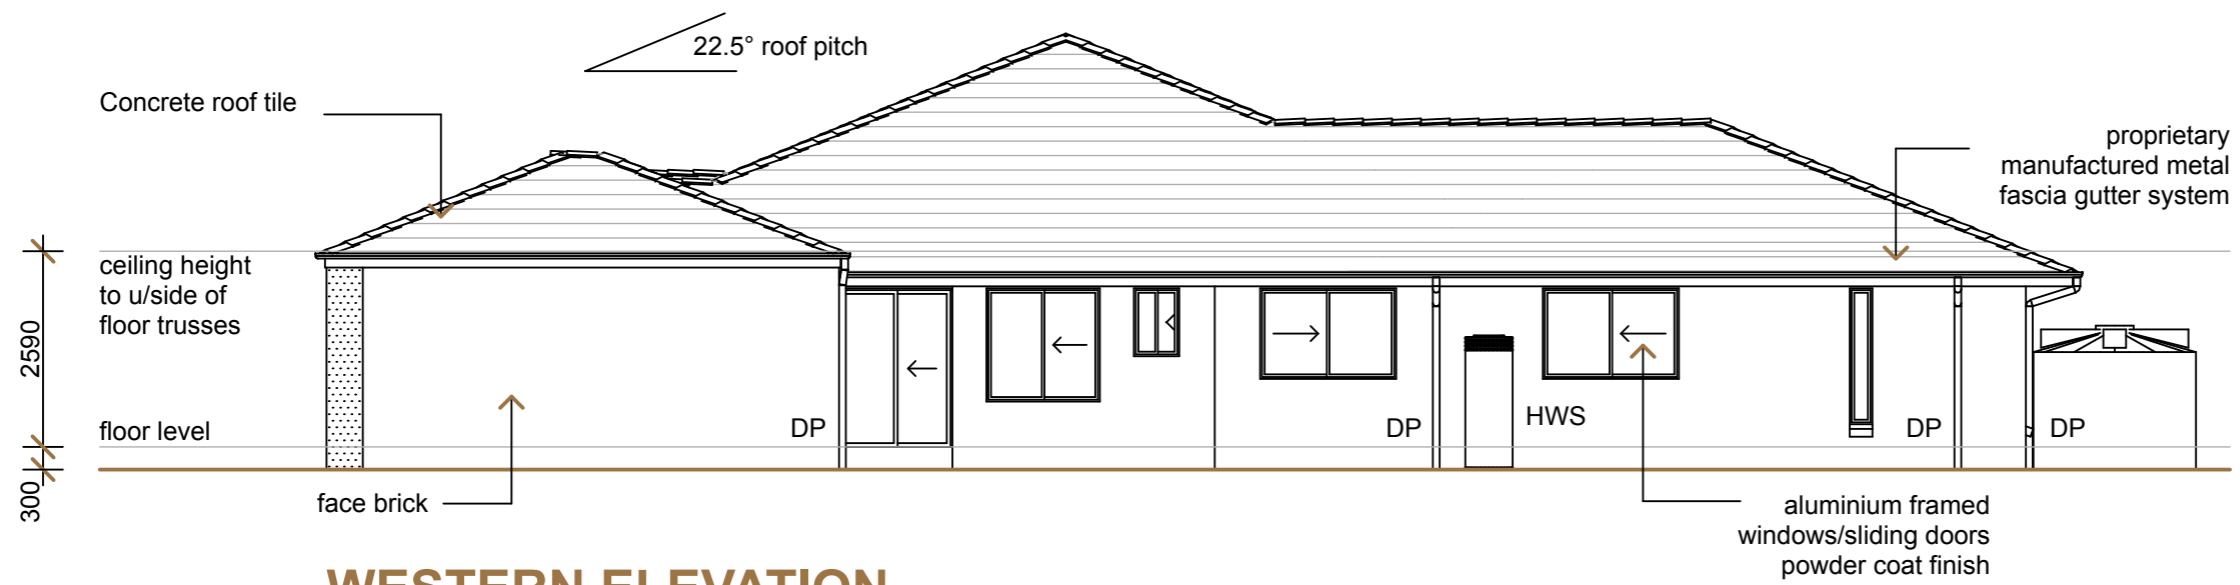 22.5° roof pitch
Concrete roof tile
proprietary
manufactured metal
fascia gutter system
ceiling height
to u/side of
floor trusses
2590
floor level
300
DP
DP
HWS
DP
DP
face brick
aluminium framed
windows/sliding doors
powder coat finish
WESTERN ELEVATION